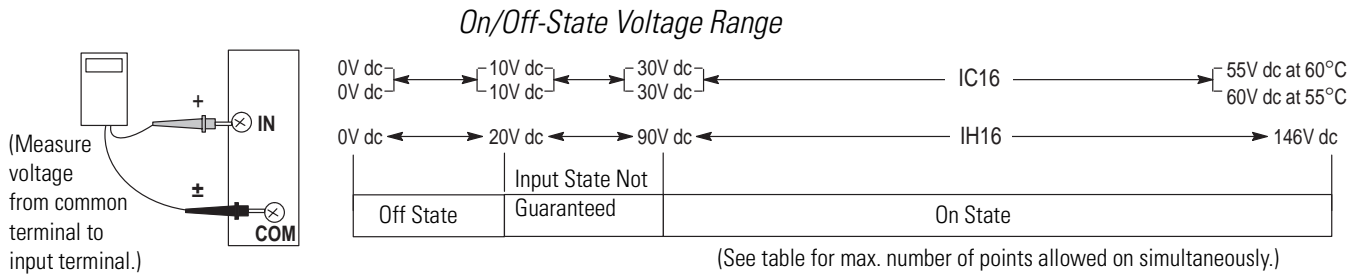 On/Off-State Voltage Range
0V dc 10V dc 30V dc 55V dc at 60°C
IC16
0V dc 10V dc 30V dc 60V dc at 55°C
0V dc 20V dc 90V dc IH16 146V dc
+
IN
(Measure
voltage
from common
terminal to
input terminal.)
±
COM
Input State Not
Guaranteed
Off State
On State
(See table for max. number of points allowed on simultaneously.)